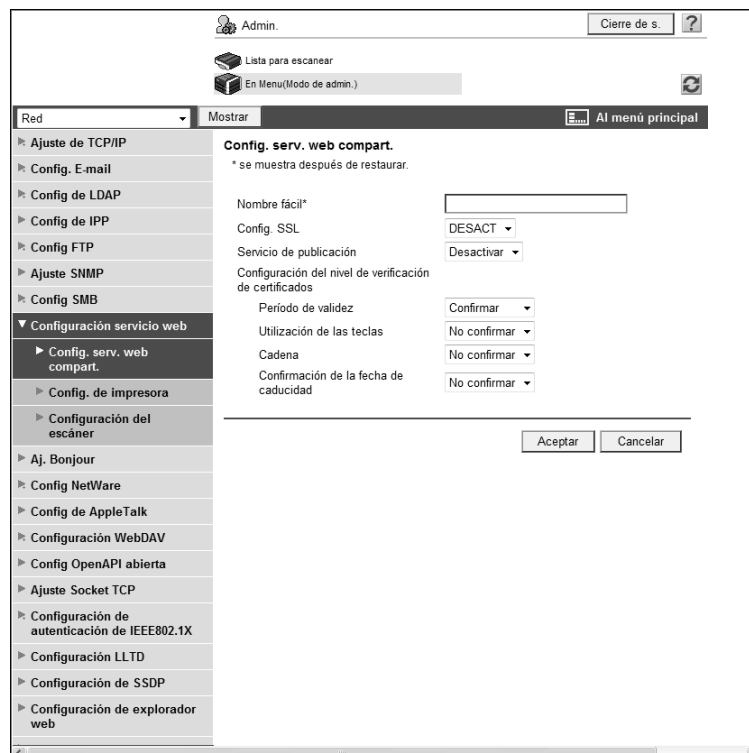 Admin.
Cierre de s.
?
Lista para escanear
En Menu(Modo de admin.)
Red
Mostrar
Al menú principal
Ajuste de TCP/IP
Config. E-mail
Config de LDAP
Config de IPP
Config FTP
Ajuste SNMP
Config SMB
Configuración servicio web
Config. serv. web
compart.
Config. de impresora
Configuración del
escáner
Aj. Bonjour
Config NetWare
Config de AppleTalk
Configuración WebDAV
Config OpenAPI abierta
Ajuste Socket TCP
Configuración de
autenticación de IEEE802.1X
Configuración LLTD
Configuración de SSDP
Configuración de explorador
web
Config. serv. web compart.
* se muestra después de restaurar.
Nombre fácil*
Config. SSL DESACT
Servicio de publicación Desactivar
Configuración del nivel de verificación
de certificados
Período de validez Confirmar
Utilización de las teclas No confirmar
Cadena No confirmar
Confirmación de la fecha de
caducidad No confirmar
Aceptar Cancelar